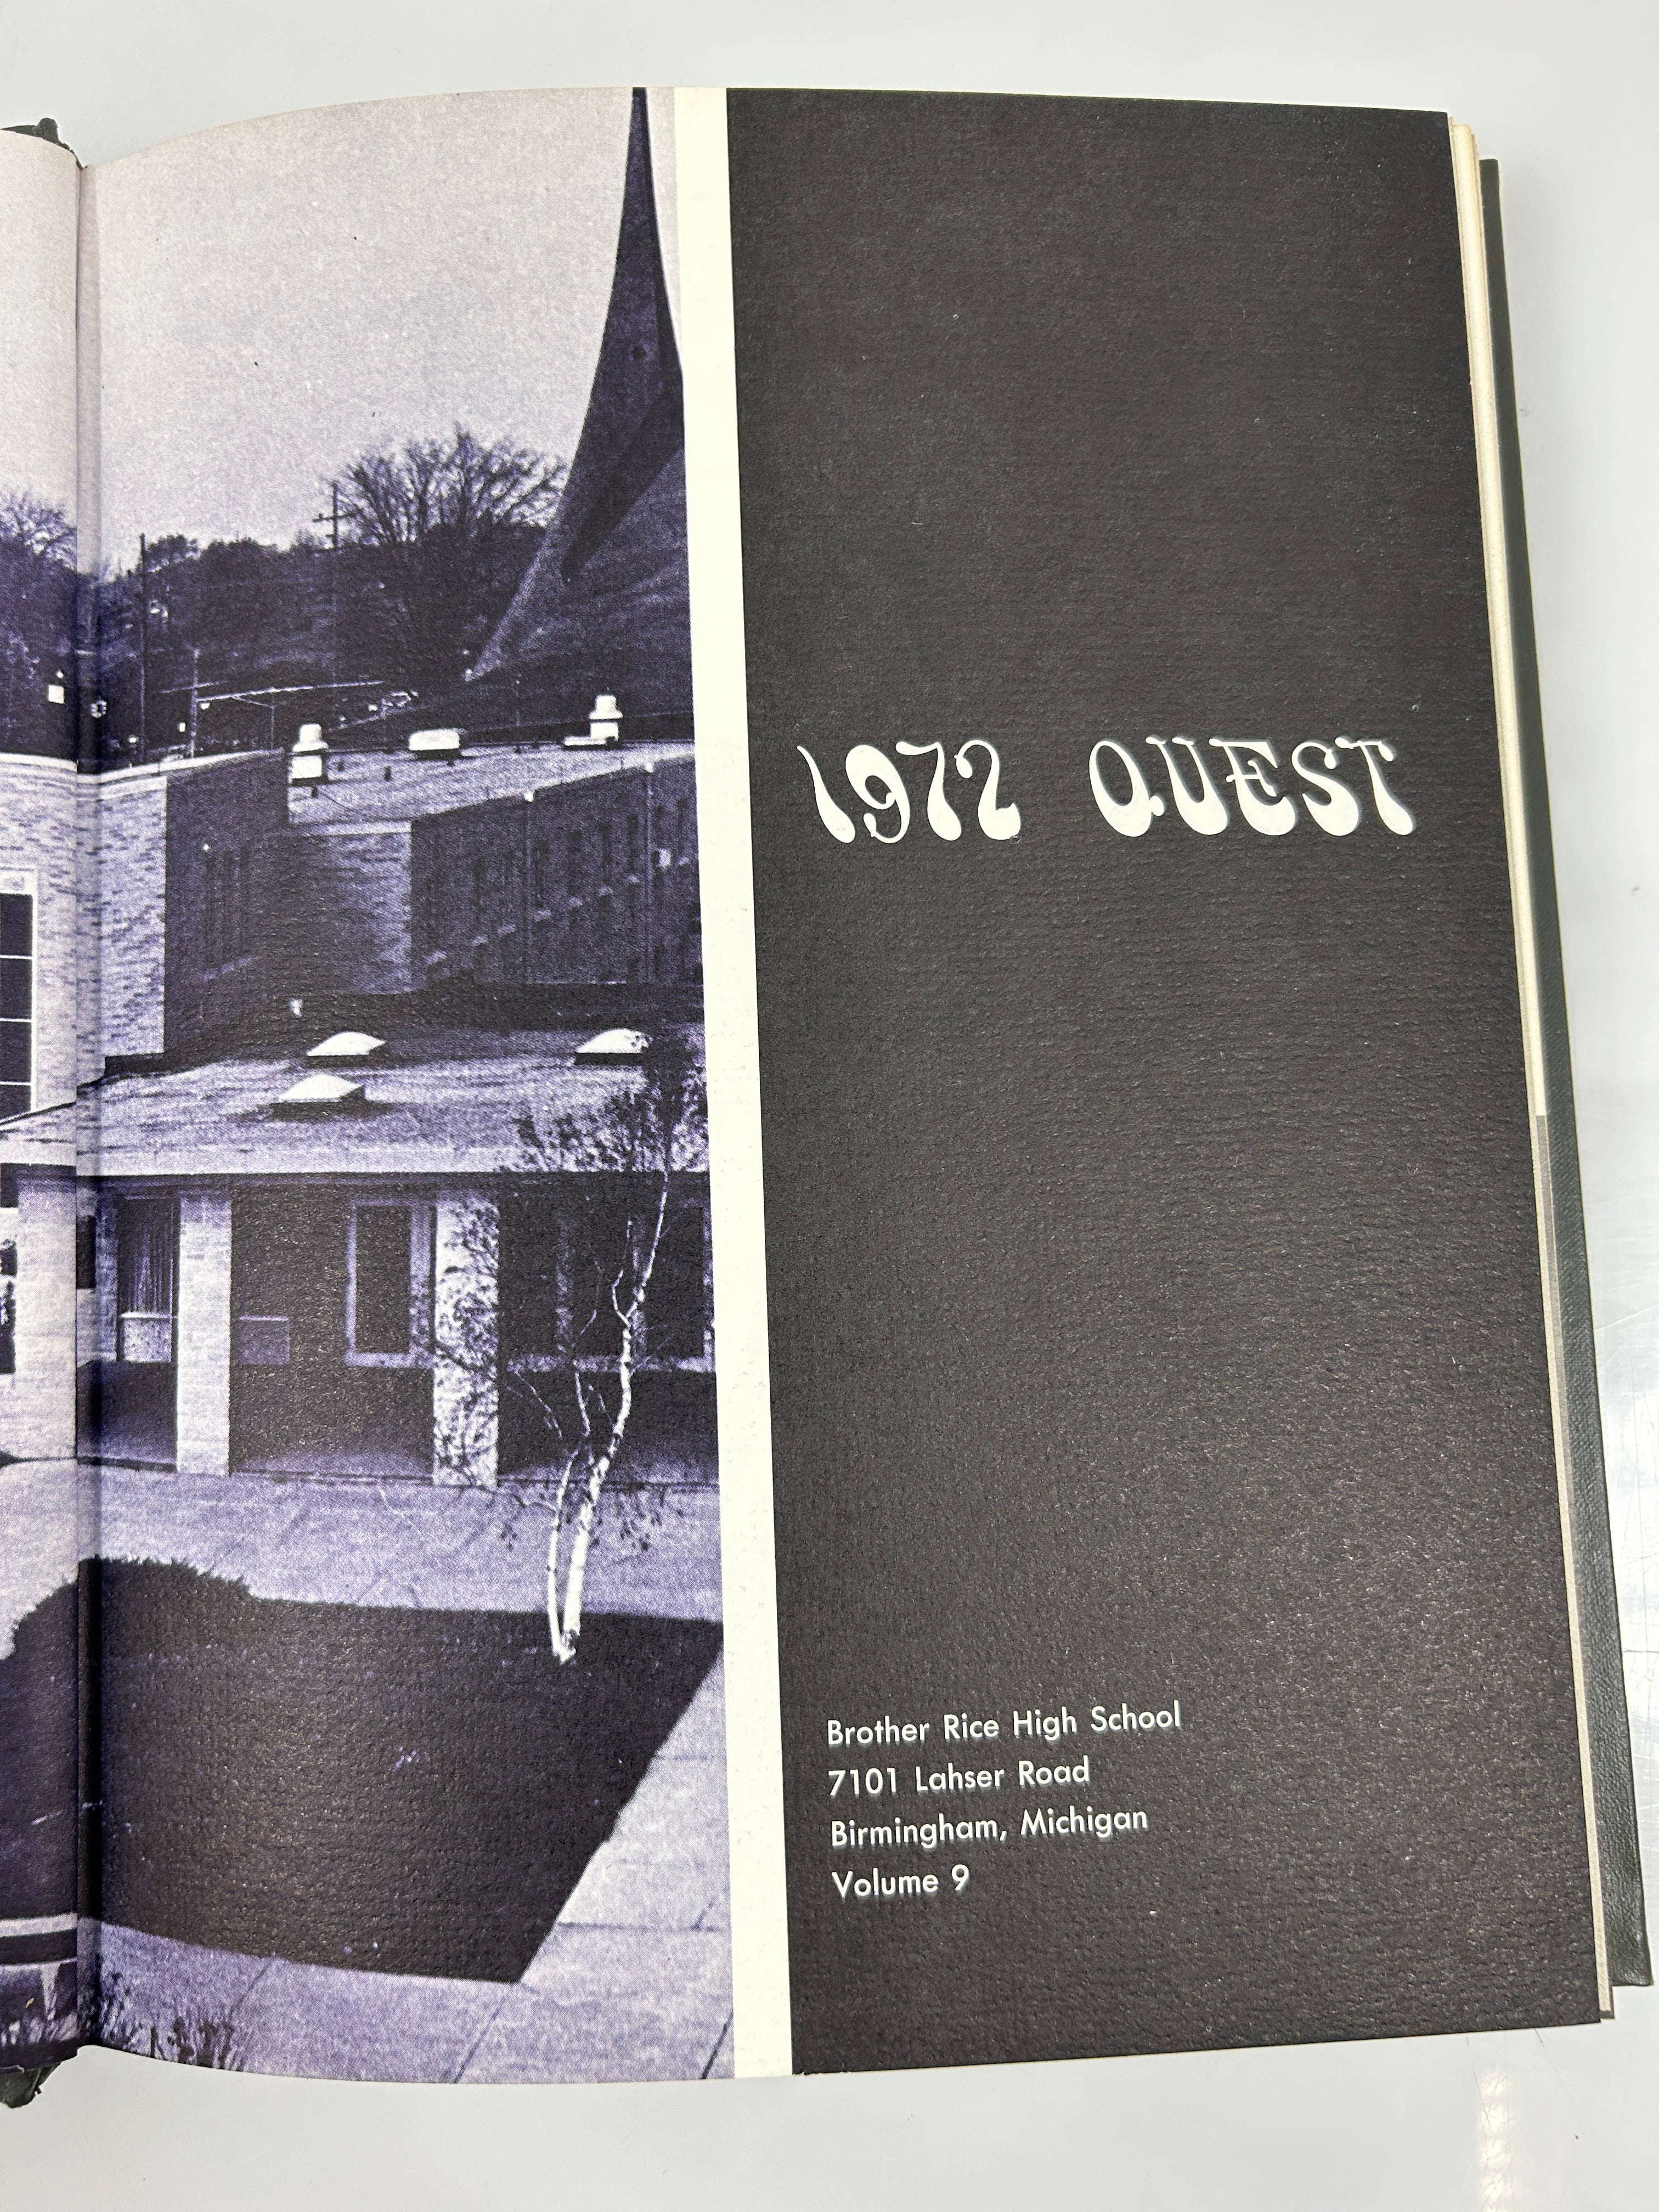 1972 QUEST
Brother Rice High School
7101 Lahser Road
Birmingham, Michigan
Volume 9